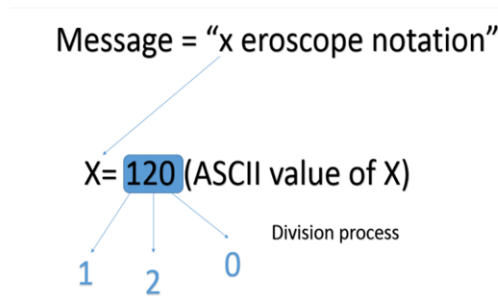 Message = “x eroscope notation”
X= 120 (ASCII value of X)
Division process
1 2 0